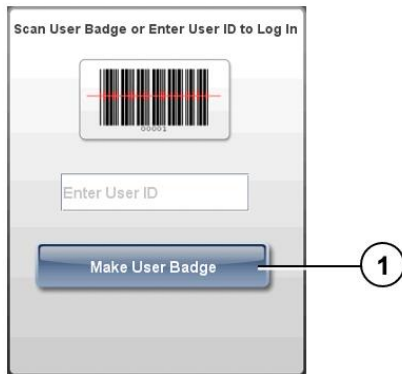 Scan User Badge or Enter User ID to Log In
00001
Enter User ID
Make User Badge
1